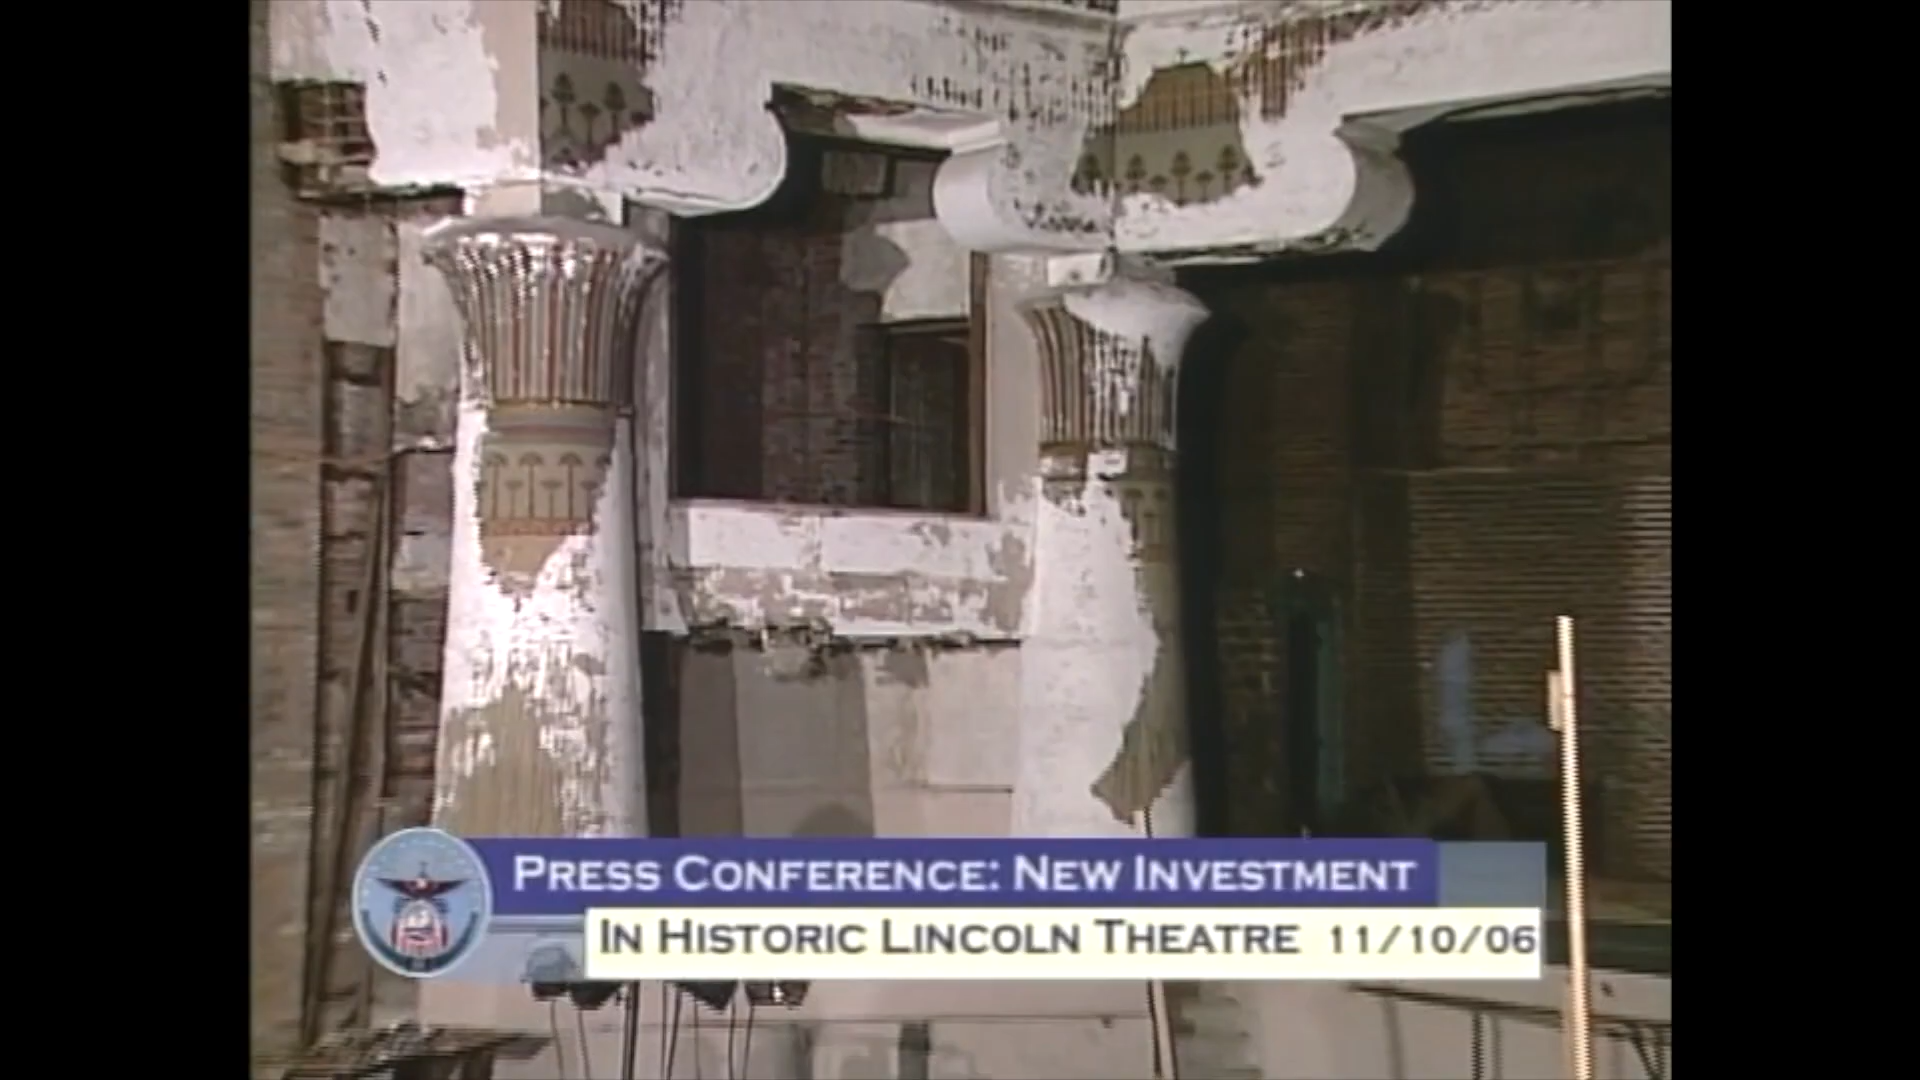 PRESS CONFERENCE: NEW INVESTMENT
IN HISTORIC LINCOLN THEATRE 11/10/06